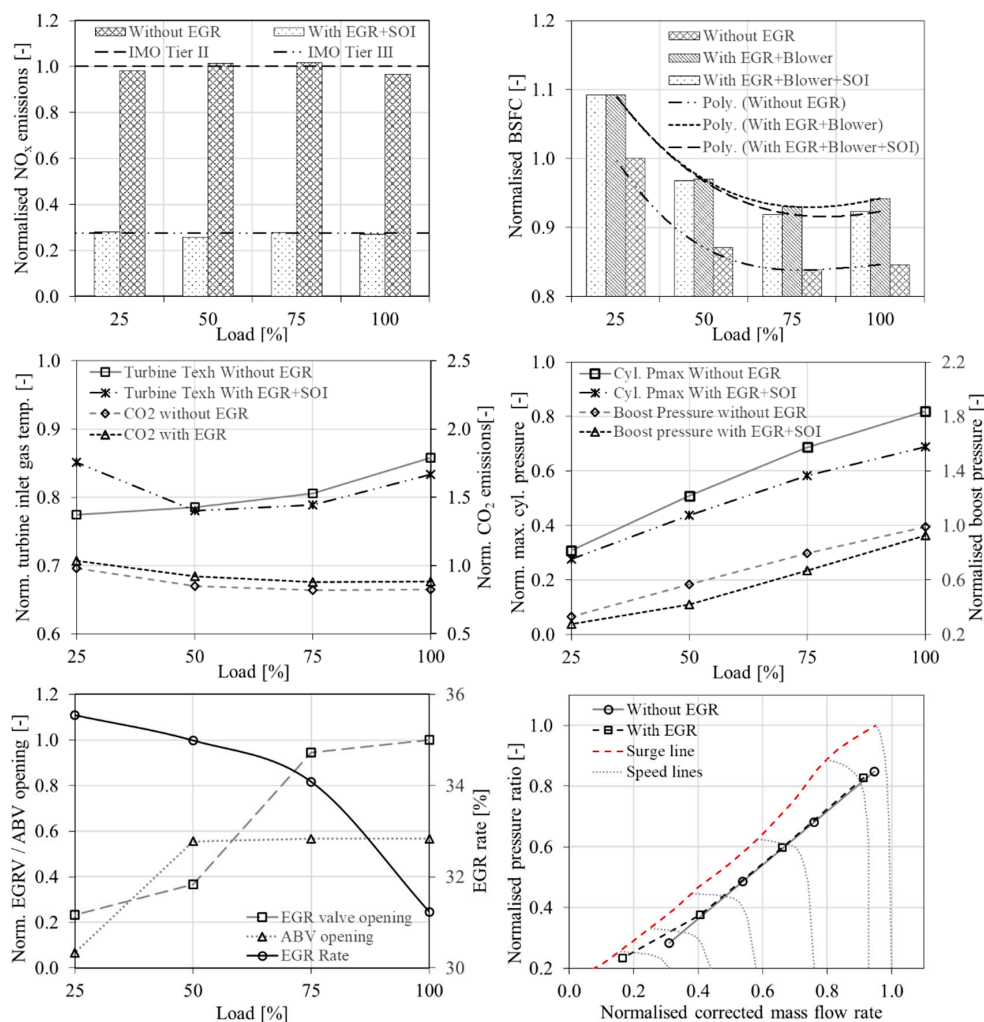 Normalised NOx emissions [-]
1.2
1.0
0.8
0.6
0.4
0.2
0.0
Without EGR
With EGR+SOI
IMO Tier II
IMO Tier III
25
50
75
100
Load [%]
Normalised BSFC [-]
1.2
1.1
1.0
0.9
0.8
Without EGR
With EGR+Blower
With EGR+Blower+SOI
Poly. (Without EGR)
Poly. (With EGR+Blower)
Poly. (With EGR+Blower+SOI)
25
50
75
100
Load [%]
Norm. turbine inlet gas temp. [-]
1.0
0.9
0.8
0.7
0.6
Turbine Texh Without EGR
Turbine Texh With EGR+SOI
CO2 without EGR
CO2 with EGR
2.5
2.0
1.5
1.0
0.5
Norm. CO2 emissions[-]
25
50
75
100
Load [%]
Norm. max. cyl. pressure [-]
1.0
0.8
0.6
0.4
0.2
0.0
Cyl. Pmax Without EGR
Cyl. Pmax With EGR+SOI
Boost Pressure without EGR
Boost pressure with EGR+SOI
2.2
1.8
1.4
1.0
0.6
0.2
Normalised boost pressure [-]
25
50
75
100
Load [%]
Norm. EGRV / ABV opening [-]
1.2
1.0
0.8
0.6
0.4
0.2
0.0
EGR valve opening
ABV opening
EGR Rate
36
34
32
30
EGR rate [%]
25
50
75
100
Load [%]
Normalised pressure ratio [-]
1.0
0.8
0.6
0.4
0.2
Without EGR
With EGR
Surge line
Speed lines
0.0
0.2
0.4
0.6
0.8
1.0
Normalised corrected mass flow rate